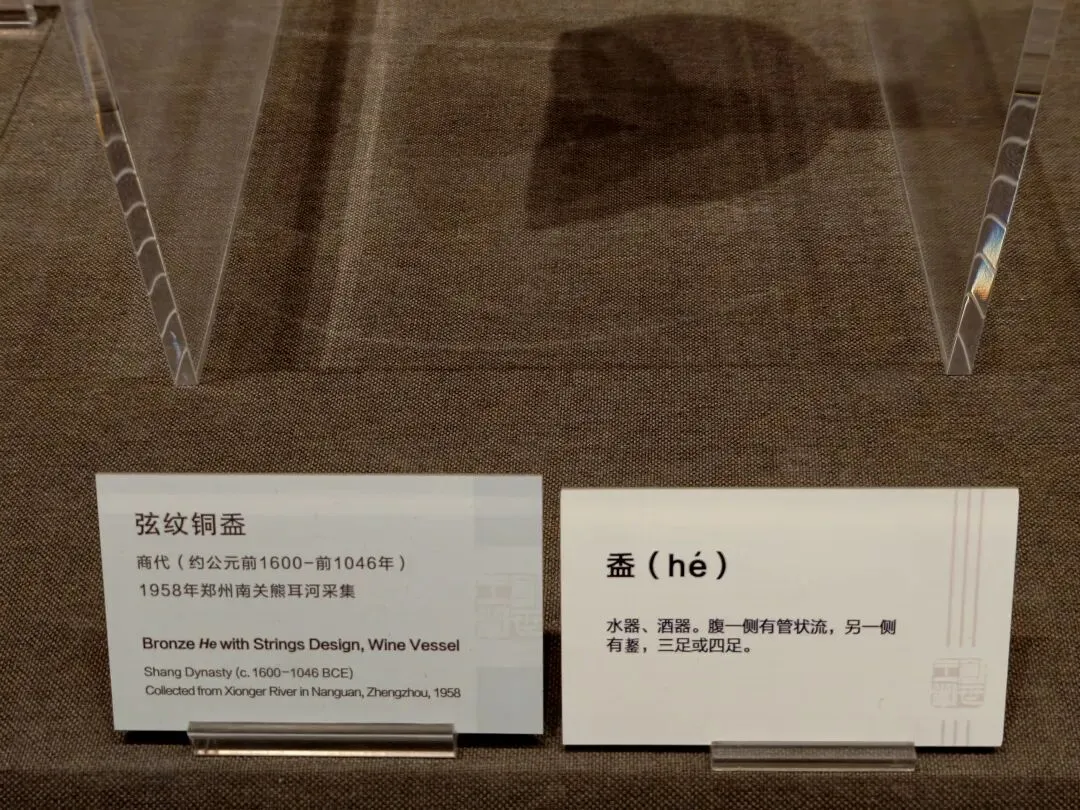 弦纹铜盉
商代（约公元前1600-前1046年）
1958年郑州南关熊耳河采集
Bronze He with Strings Design, Wine Vessel
Shang Dynasty (c. 1600-1046 BCE)
Collected from Xionger River in Nanguan, Zhengzhou, 1958
盉（hé）
水器、酒器。腹一侧有管状流，另一侧
有鋬，三足或四足。